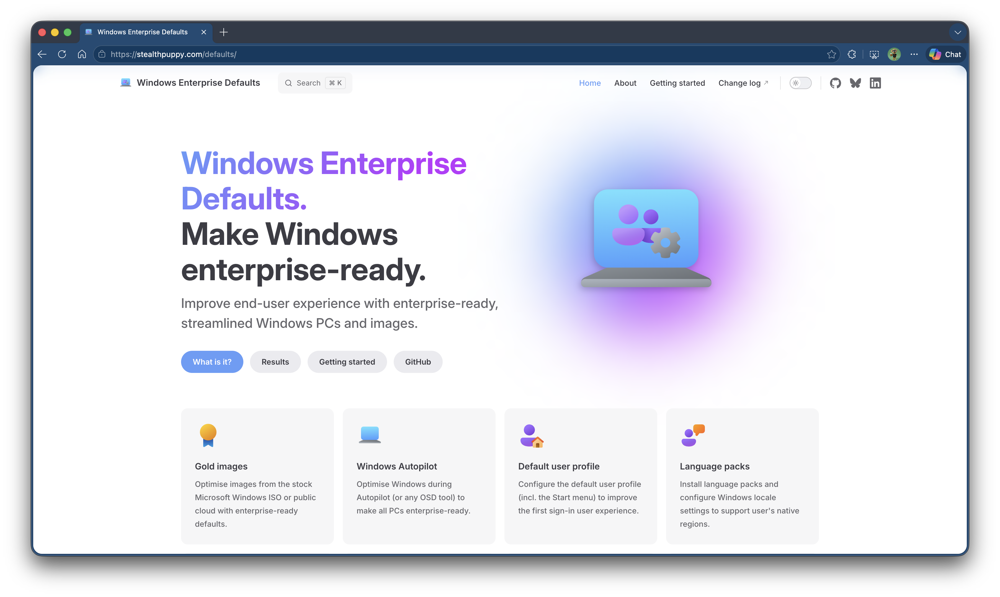 Windows Enterprise Defaults
https://stealthpuppy.com/defaults/
Chat
Windows Enterprise Defaults
Search ⌘ K
Home
About
Getting started
Change log
in
Windows Enterprise
Defaults.
Make Windows
enterprise-ready.
Improve end-user experience with enterprise-ready,
streamlined Windows PCs and images.
What is it?
Results
Getting started
GitHub
Gold images
Optimise images from the stock
Microsoft Windows ISO or public
cloud with enterprise-ready
defaults.
Windows Autopilot
Optimise Windows during
Autopilot (or any OSD tool) to
make all PCs enterprise-ready.
Default user profile
Configure the default user profile
(incl. the Start menu) to improve
the first sign-in user experience.
Language packs
Install language packs and
configure Windows locale
settings to support user's native
regions.